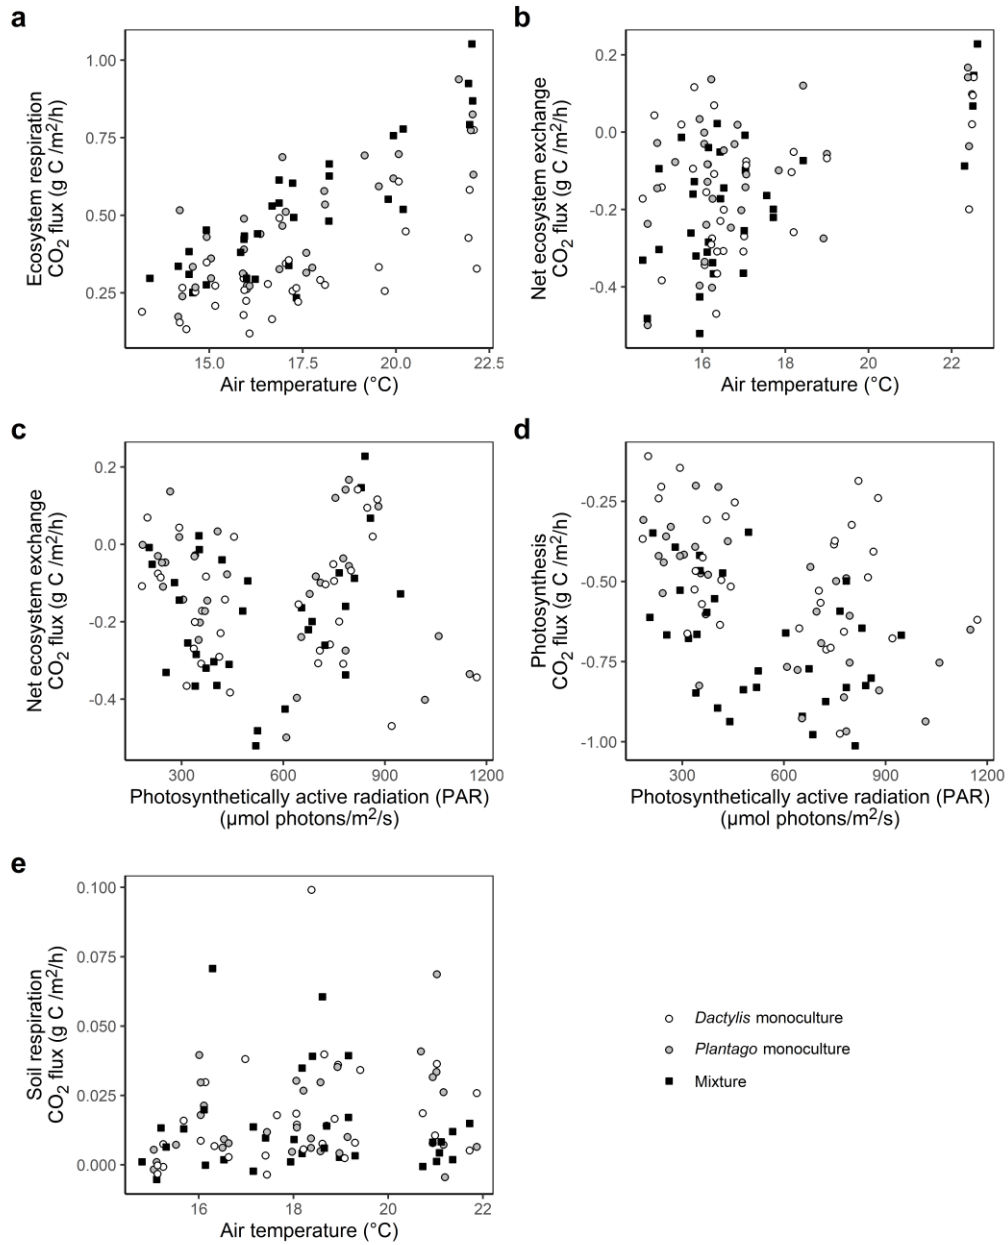 a
Ecosystem respiration
CO₂ flux (g C /m²/h)
1.00
0.75
0.50
0.25
15.0 17.5 20.0 22.5
Air temperature (°C)
b
Net ecosystem exchange
CO₂ flux (g C /m²/h)
0.2
0.0
-0.2
-0.4
16 18 20 22
Air temperature (°C)
c
Net ecosystem exchange
CO₂ flux (g C /m²/h)
0.2
0.0
-0.2
-0.4
300 600 900 1200
Photosynthetically active radiation (PAR)
(µmol photons/m²/s)
d
Photosynthesis
CO₂ flux (g C /m²/h)
-0.25
-0.50
-0.75
-1.00
300 600 900 1200
Photosynthetically active radiation (PAR)
(µmol photons/m²/s)
e
Soil respiration
CO₂ flux (g C /m²/h)
0.100
0.075
0.050
0.025
0.000
16 18 20 22
Air temperature (°C)
Dactylis monoculture
Plantago monoculture
Mixture